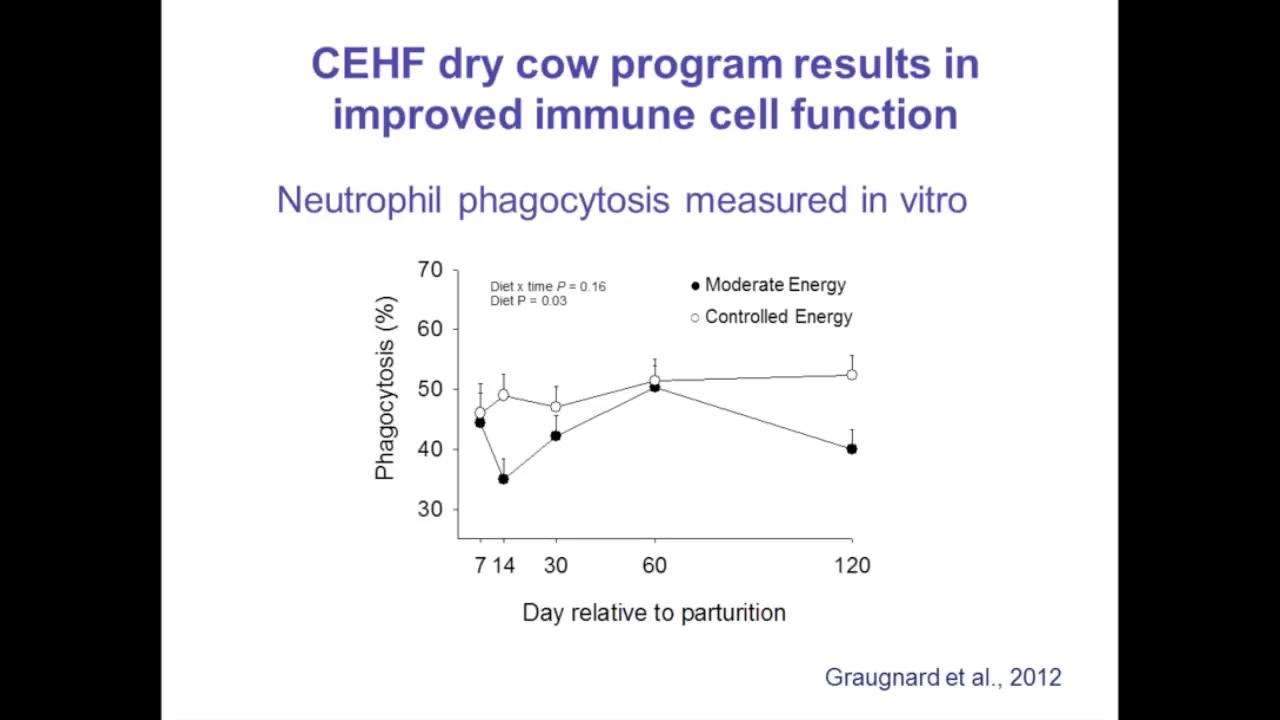 CEHF dry cow program results in
improved immune cell function
Neutrophil phagocytosis measured in vitro
Diet x time P = 0.16
Diet P = 0.03
● Moderate Energy
○ Controlled Energy
Phagocytosis (%)
70
60
50
40
30
7 14 30 60 120
Day relative to parturition
Graugnard et al., 2012